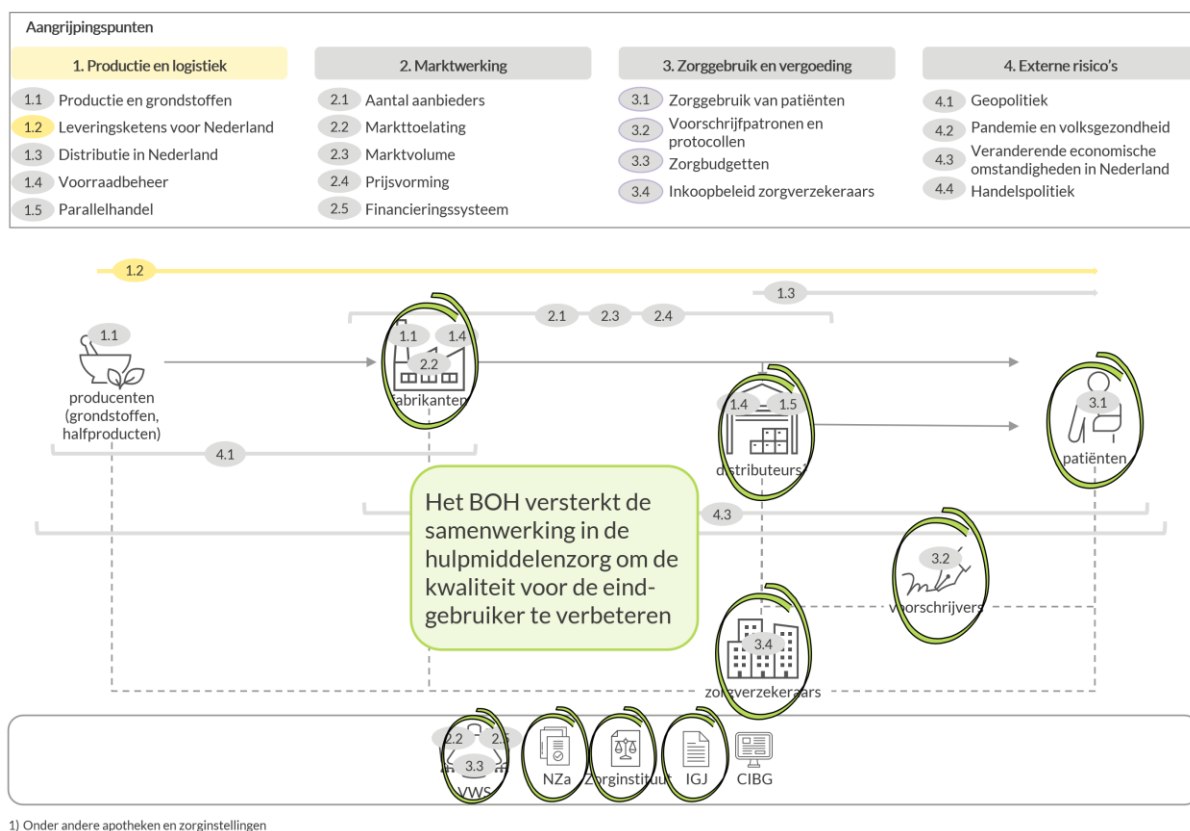 Aangrijpingspunten
1. Productie en logistiek
1.1 Productie en grondstoffen
1.2 Leveringsketens voor Nederland
1.3 Distributie in Nederland
1.4 Voorraadbeheer
1.5 Parallelhandel
2. Marktwerking
2.1 Aantal aanbieders
2.2 Markttoelating
2.3 Marktvolume
2.4 Prijsvorming
2.5 Financieringssysteem
3. Zorggebruik en vergoeding
3.1 Zorggebruik van patiënten
3.2 Voorschrijfpatronen en
protocollen
3.3 Zorgbudgetten
3.4 Inkoopbeleid zorgverzekeraars
4. Externe risico's
4.1 Geopolitiek
4.2 Pandemie en volksgezondheid
4.3 Veranderende economische
omstandigheden in Nederland
4.4 Handelspolitiek
1.2
1.3
2.1 2.3 2.4
1.1
producenten
(grondstoffen,
halfproducten)
1.1 1.4
2.2
fabrikanten
1.4 1.5
distributeurs¹
3.1
patiënten
4.1
4.3
Het BOH versterkt de
samenwerking in de
hulpmiddelenzorg om de
kwaliteit voor de eind-
gebruiker te verbeteren
3.2
voorschrijvers
3.4
zorgverzekeraars
2.2 2.5
3.3
VWS
NZa
Zorginstituut
IGJ
CIBG
1) Onder andere apotheken en zorginstellingen